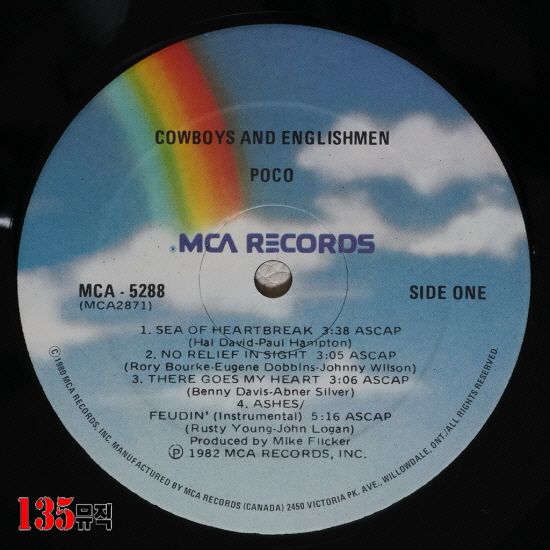 COWBOYS AND ENGLISHMEN
POCO
MCA RECORDS
MCA - 5288
(MCA2871)
SIDE ONE
1. SEA OF HEARTBREAK 3:38 ASCAP
(Hal David-Paul Hampton)
2. NO RELIEF IN SIGHT 3:05 ASCAP
(Rory Bourke-Eugene Dobbins-Johnny Wilson)
3. THERE GOES MY HEART 3:06 ASCAP
(Benny Davis-Abner Silver)
4. ASHES/
FEUDIN' (Instrumental) 5:16 ASCAP
(Rusty Young-John Logan)
Produced by Mike Flicker
℗ 1982 MCA RECORDS, INC.
© 1980 MCA RECORDS, INC. MANUFACTURED BY MCA RECORDS (CANADA) 2450 VICTORIA PK. AVE., WILLOWDALE, ONT./ALL RIGHTS RESERVED.
135뮤직